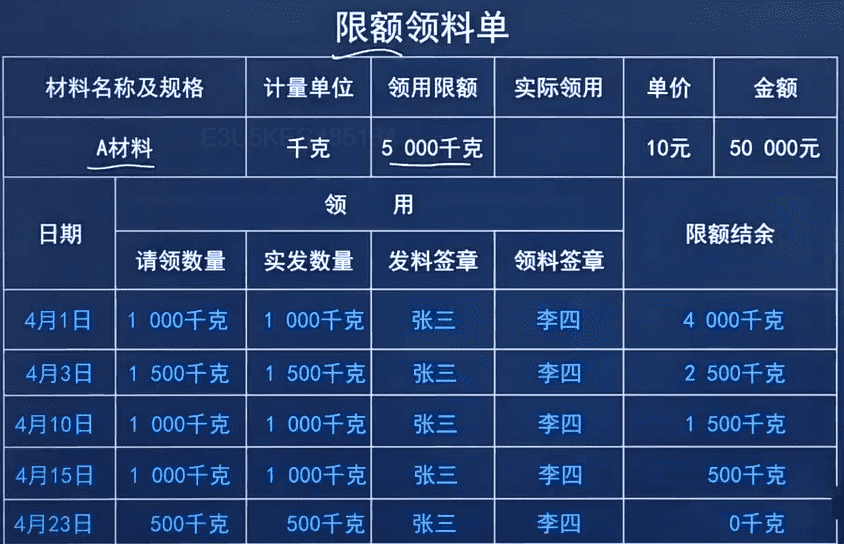 限额领料单
材料名称及规格 计量单位 领用限额 实际领用 单价 金额
A材料 千克 5 000千克 10元 50 000元
日期 领 用 限额结余
请领数量 实发数量 发料签章 领料签章
4月1日 1 000千克 1 000千克 张三 李四 4 000千克
4月3日 1 500千克 1 500千克 张三 李四 2 500千克
4月10日 1 000千克 1 000千克 张三 李四 1 500千克
4月15日 1 000千克 1 000千克 张三 李四 500千克
4月23日 500千克 500千克 张三 李四 0千克